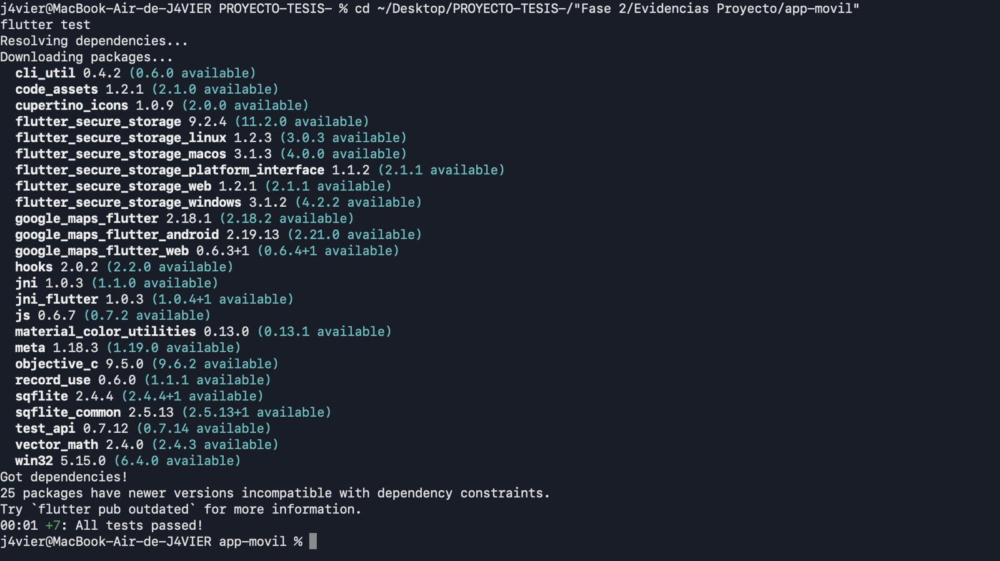 j4vier@MacBook-Air-de-J4VIER PROYECTO-TESIS- % cd ~/Desktop/PROYECTO-TESIS-/"Fase 2/Evidencias Proyecto/app-movil"
flutter test
Resolving dependencies...
Downloading packages...
  cli_util 0.4.2 (0.6.0 available)
  code_assets 1.2.1 (2.1.0 available)
  cupertino_icons 1.0.9 (2.0.0 available)
  flutter_secure_storage 9.2.4 (11.2.0 available)
  flutter_secure_storage_linux 1.2.3 (3.0.3 available)
  flutter_secure_storage_macos 3.1.3 (4.0.0 available)
  flutter_secure_storage_platform_interface 1.1.2 (2.1.1 available)
  flutter_secure_storage_web 1.2.1 (2.1.1 available)
  flutter_secure_storage_windows 3.1.2 (4.2.2 available)
  google_maps_flutter 2.18.1 (2.18.2 available)
  google_maps_flutter_android 2.19.13 (2.21.0 available)
  google_maps_flutter_web 0.6.3+1 (0.6.4+1 available)
  hooks 2.0.2 (2.2.0 available)
  jni 1.0.3 (1.1.0 available)
  jni_flutter 1.0.3 (1.0.4+1 available)
  js 0.6.7 (0.7.2 available)
  material_color_utilities 0.13.0 (0.13.1 available)
  meta 1.18.3 (1.19.0 available)
  objective_c 9.5.0 (9.6.2 available)
  record_use 0.6.0 (1.1.1 available)
  sqflite 2.4.4 (2.4.4+1 available)
  sqflite_common 2.5.13 (2.5.13+1 available)
  test_api 0.7.12 (0.7.14 available)
  vector_math 2.4.0 (2.4.3 available)
  win32 5.15.0 (6.4.0 available)
Got dependencies!
25 packages have newer versions incompatible with dependency constraints.
Try `flutter pub outdated` for more information.
00:01 +7: All tests passed!
j4vier@MacBook-Air-de-J4VIER app-movil %